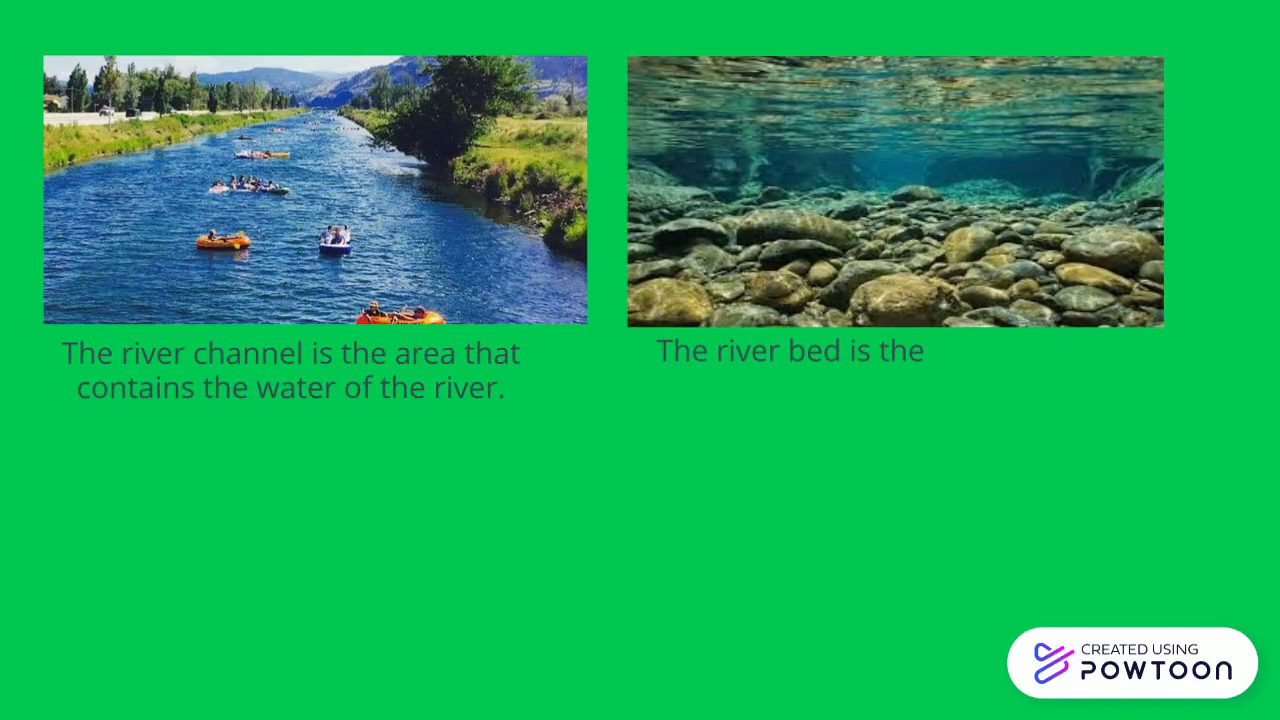 The river channel is the area that
contains the water of the river.
The river bed is the
CREATED USING
POWTOON